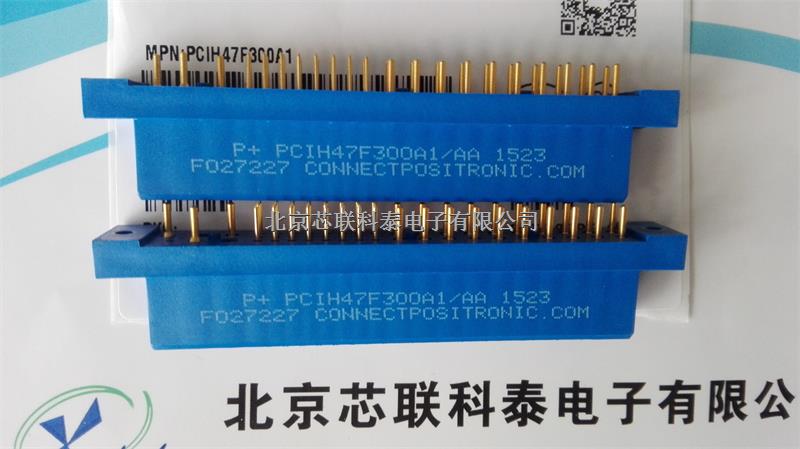 MPN:PCIH47F300A1
P+ PCIH47F300A1/AA 1523
FO27227 CONNECTPOSITRONIC.COM
北京芯联科泰电子有限公司
P+ PCIH47F300A1/AA 1523
FO27227 CONNECTPOSITRONIC.COM
北京芯联科泰电子有限公